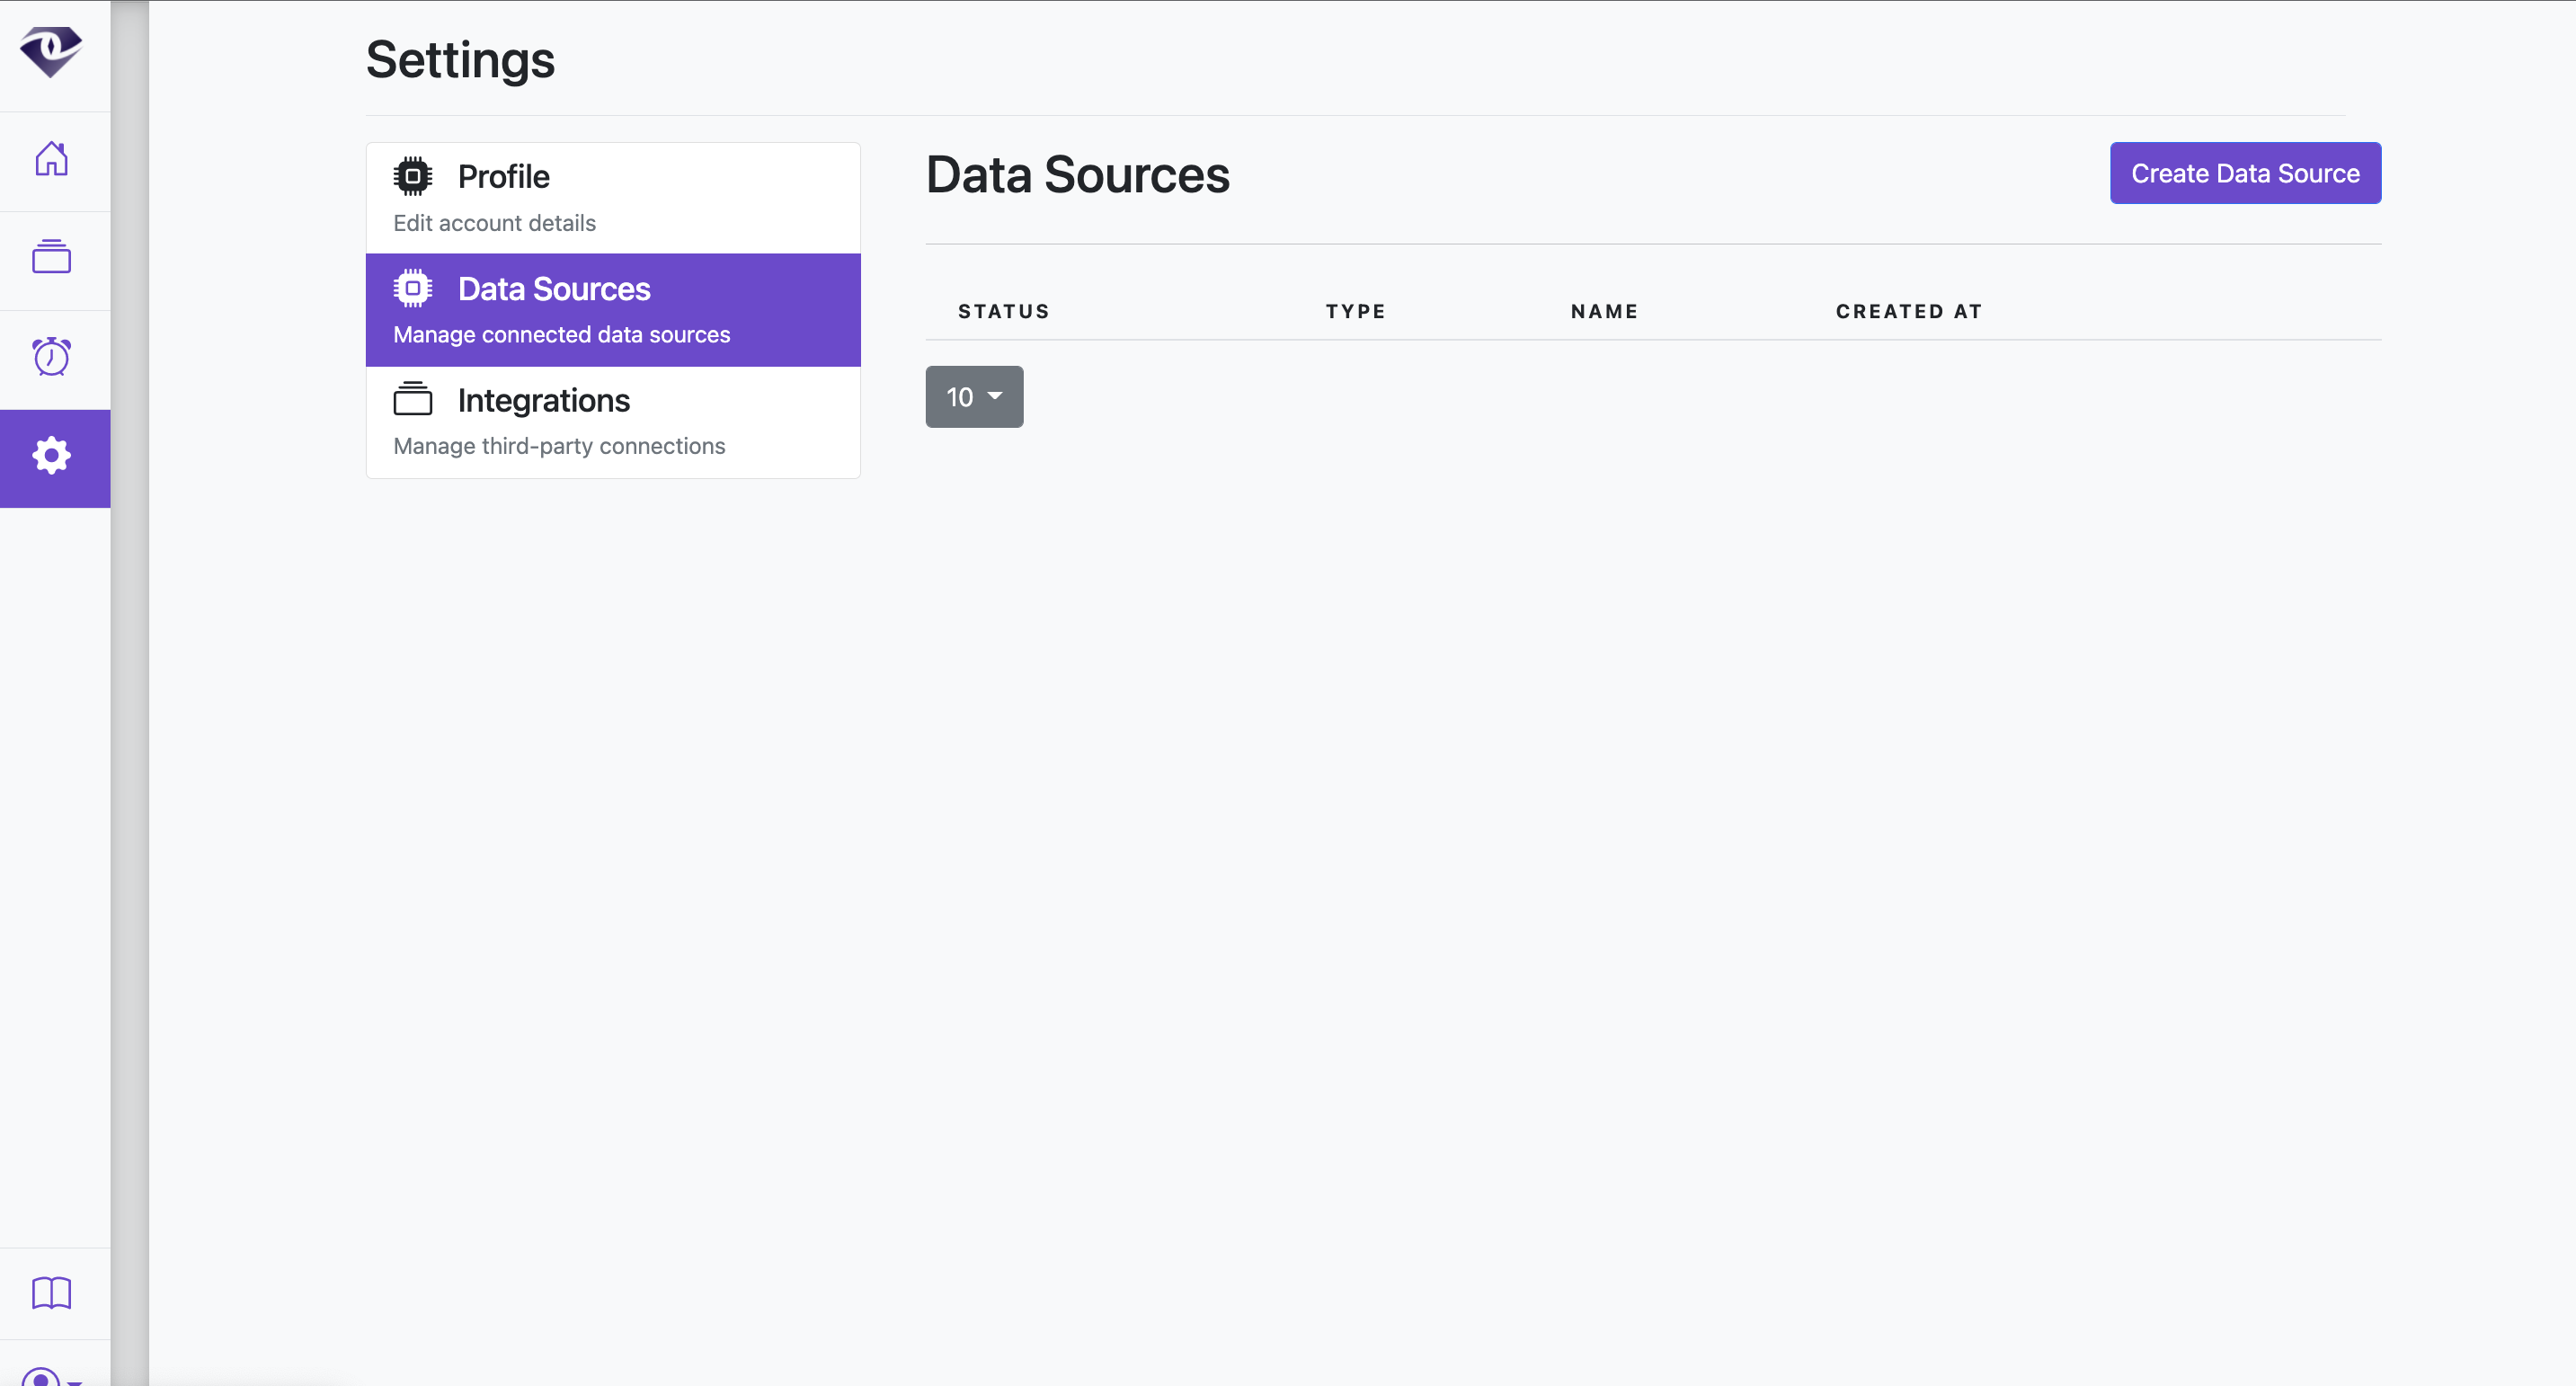 Settings
Profile
Edit account details
Data Sources
Manage connected data sources
Integrations
Manage third-party connections
Data Sources
Create Data Source
STATUS TYPE NAME CREATED AT
10